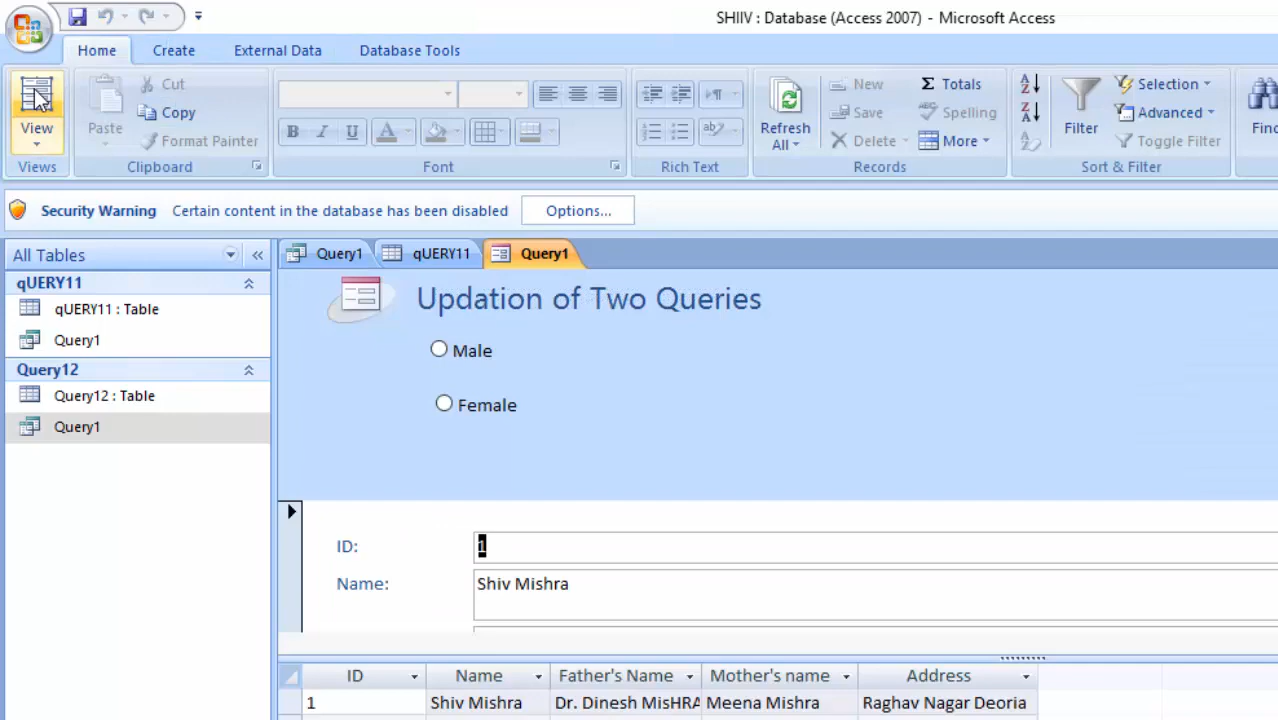 SHIIV : Database (Access 2007) - Microsoft Access
Home Create External Data Database Tools
View
Views
Paste
Cut
Copy
Format Painter
Clipboard
B I U A
Font
Rich Text
Refresh All
New
Save
Delete
Σ Totals
Spelling
More
Records
Filter
Selection
Advanced
Toggle Filter
Sort & Filter
Security Warning Certain content in the database has been disabled Options...
All Tables
qUERY11
qUERY11 : Table
Query1
Query12
Query12 : Table
Query1
Query1 qUERY11 Query1
Updation of Two Queries
Male
Female
ID: 1
Name: Shiv Mishra
ID Name Father's Name Mother's name Address
1 Shiv Mishra Dr. Dinesh MisHRA Meena Mishra Raghav Nagar Deoria